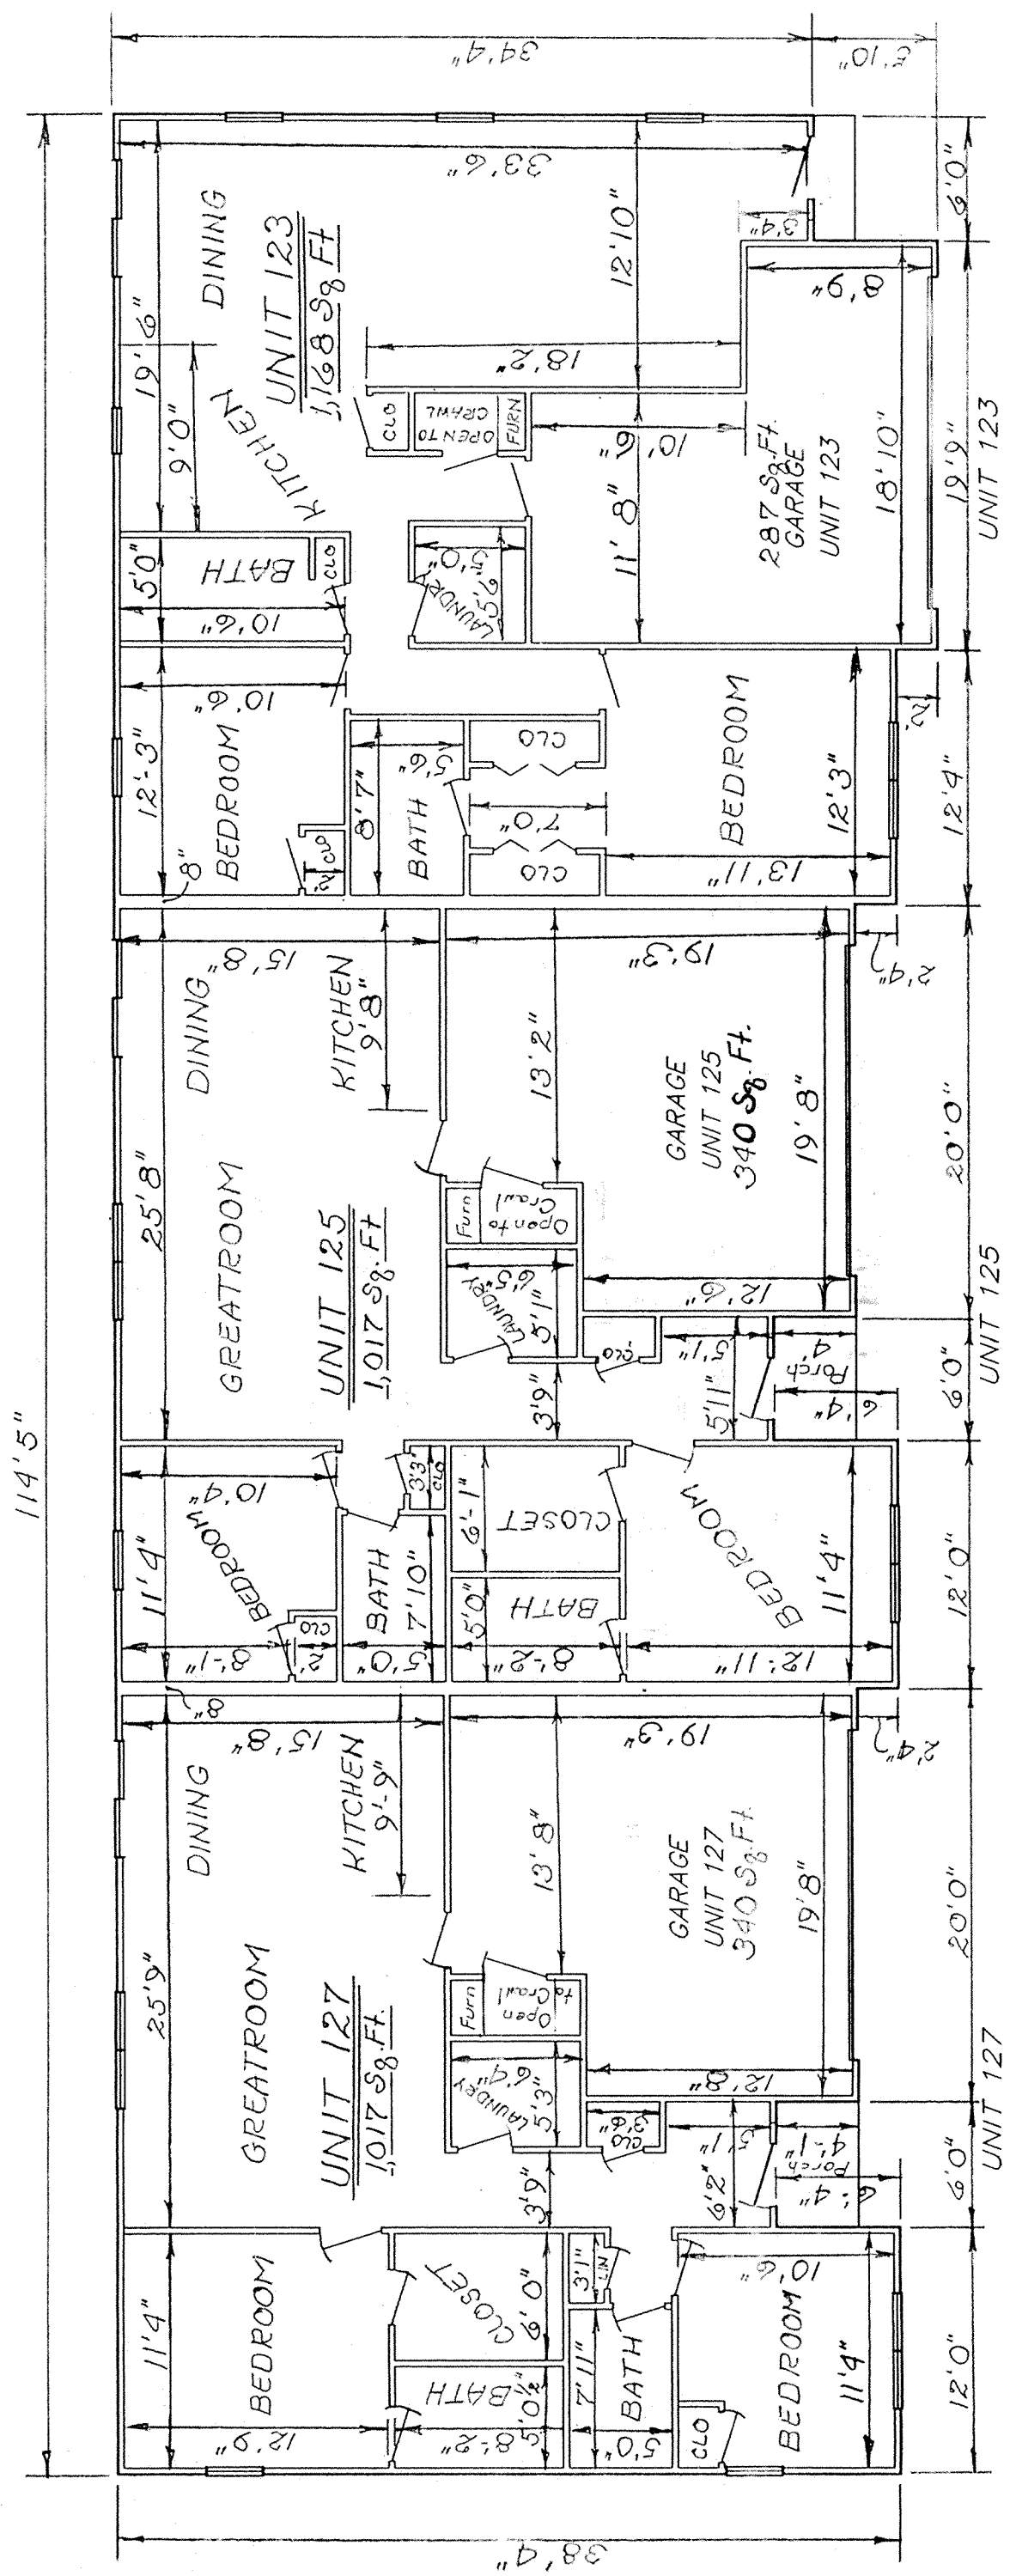 34'4"
5'10"
114'5"
33'6"
DINING
19'6"
UNIT 123
1,168 Sq Ft
12'10"
3'4"
6'0"
8'9"
9'0"
KITCHEN
18'2"
CLO
OPEN TO
CRAWL
FURN
10'6"
11'8"
287 Sq. Ft.
GARAGE
UNIT 123
18'10"
19'9"
UNIT 123
5'0"
BATH
CLO
10'6"
5'0"
LAUNDRY
5'6"
10'6"
12'-3"
BEDROOM
CLO
2'
8"
8'7"
5'6"
BATH
CLO
7'0"
CLO
BEDROOM
13'11"
12'3"
2'
12'4"
15'8"
DINING
KITCHEN
9'8"
19'3"
2'4"
13'2"
GARAGE
UNIT 125
340 Sq. Ft.
19'8"
20'0"
25'8"
GREATROOM
UNIT 125
1,017 Sq. Ft
Furn
Open to
Crawl
6'5"
LAUNDRY
5'1"
12'6"
CLO
5'1"
4'
Porch
6'4"
3'9"
5'11"
6'0"
UNIT 125
10'4"
11'4"
BEDROOM
CLO
8'-1"
2'
3'3"
CLO
BATH
7'10"
5'0"
6'-1"
CLOSET
5'0"
BATH
8'-2"
BEDROOM
12'-11"
11'4"
12'0"
8"
15'8"
DINING
KITCHEN
9'-9"
19'3"
2'4"
13'8"
GARAGE
UNIT 127
340 Sq. Ft.
19'8"
20'0"
25'9"
GREATROOM
UNIT 127
1,017 Sq. Ft.
Furn
Open
to Crawl
6'4"
LAUNDRY
5'3"
12'8"
3'6"
CLO
5'1"
4'-1"
Porch
6'-4"
3'9"
6'2"
6'0"
UNIT 127
11'4"
BEDROOM
12'9"
CLOSET
6'0"
BATH
5'0½"
8'-2"
3'1"
LIN
7'11"
BATH
5'0"
10'6"
BEDROOM
CLO
11'4"
12'0"
38'4"